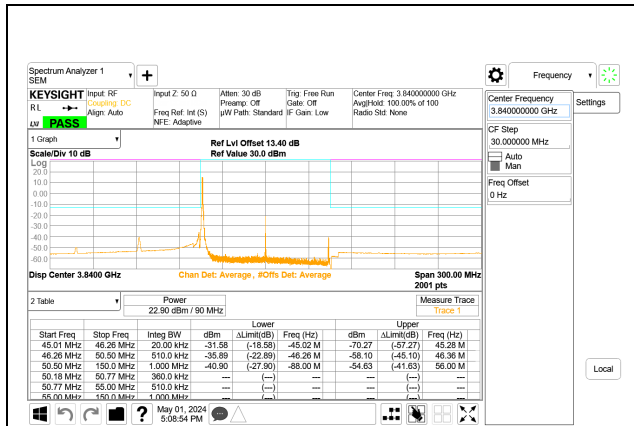 Spectrum Analyzer 1
SEM
Frequency
KEYSIGHT
Input: RF
Input Z: 50 Ω
Atten: 30 dB
Trig: Free Run
Center Freq: 3.840000000 GHz
RL
Coupling: DC
Preamp: Off
Gate: Off
Avg|Hold: 100.00% of 100
Align: Auto
Freq Ref: Int (S)
µW Path: Standard
IF Gain: Low
Radio Std: None
NFE: Adaptive
PASS
Center Frequency
3.840000000 GHz
Settings
CF Step
30.000000 MHz
Auto
Man
Freq Offset
0 Hz
Local
1 Graph
Ref Lvl Offset 13.40 dB
Scale/Div 10 dB
Ref Value 30.0 dBm
Log
20.0
10.0
0.00
-10.0
-20.0
-30.0
-40.0
-50.0
-60.0
Disp Center 3.8400 GHz
Chan Det: Average, #Offs Det: Average
Span 300.00 MHz
2001 pts
2 Table
Power
22.90 dBm / 90 MHz
Measure Trace
Trace 1
Lower Upper
Start Freq Stop Freq Integ BW dBm ΔLimit(dB) Freq (Hz) dBm ΔLimit(dB) Freq (Hz)
45.01 MHz 46.26 MHz 20.00 kHz -31.58 (-18.58) -45.02 M -70.27 (-57.27) 45.28 M
46.26 MHz 50.50 MHz 510.0 kHz -35.89 (-22.89) -46.26 M -58.10 (-45.10) 46.36 M
50.50 MHz 150.0 MHz 1.000 MHz -40.90 (-27.90) -88.00 M -54.63 (-41.63) 56.00 M
50.18 MHz 50.77 MHz 360.0 kHz --- (---) --- --- (---) ---
50.77 MHz 55.00 MHz 510.0 kHz --- (---) --- --- (---) ---
55.00 MHz 150.0 MHz 1.000 MHz --- (---) --- --- (---) ---
?
May 01, 2024
5:08:54 PM